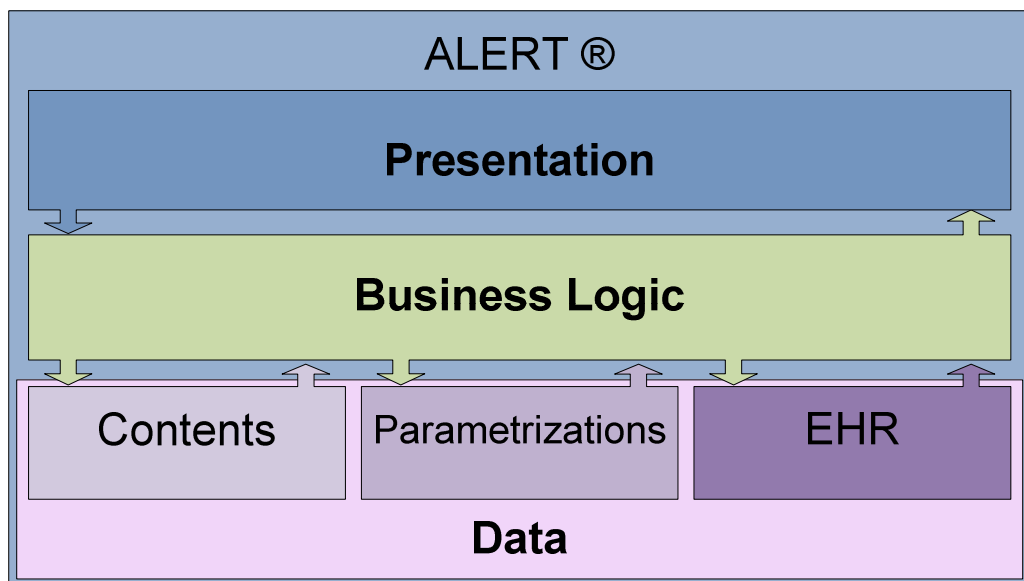 ALERT ®
Presentation
Business Logic
Contents
Parametrizations
EHR
Data